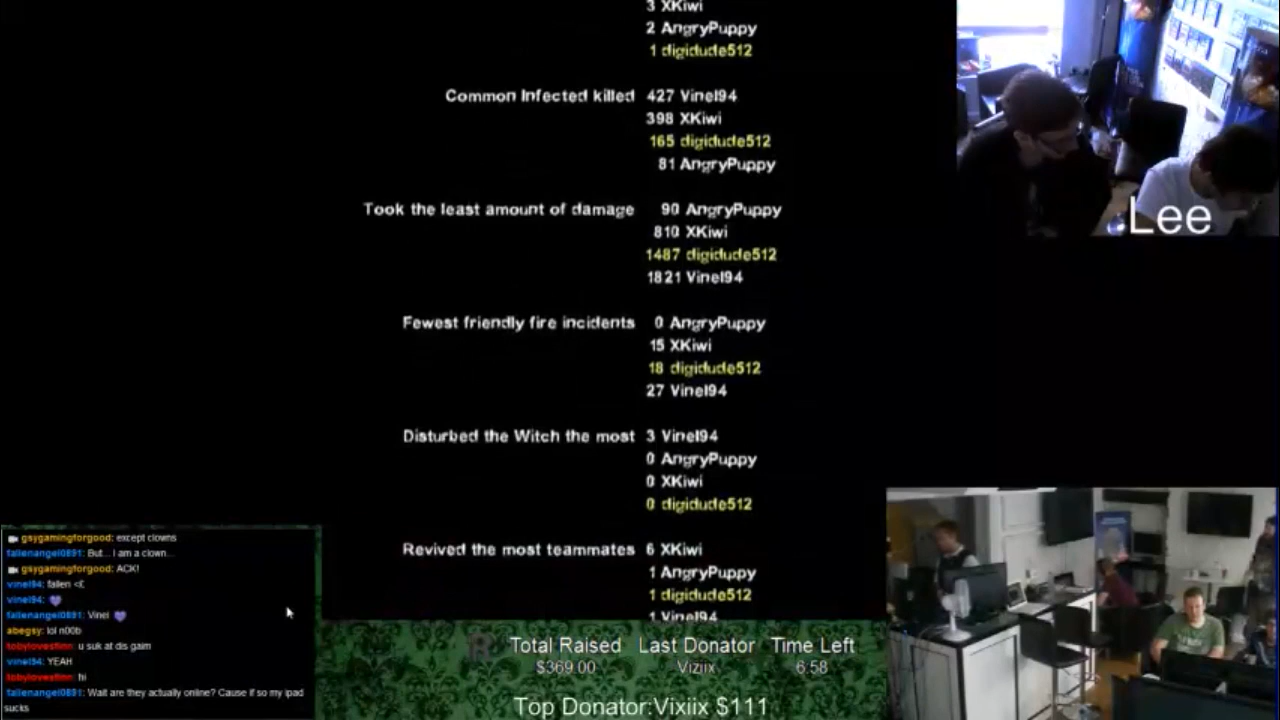 3 XKiwi
2 AngryPuppy
1 digidude512
Common Infected killed 427 Vinel94
398 XKiwi
165 digidude512
81 AngryPuppy
Took the least amount of damage 90 AngryPuppy
810 XKiwi
1487 digidude512
1821 Vinel94
Fewest friendly fire incidents 0 AngryPuppy
15 XKiwi
18 digidude512
27 Vinel94
Disturbed the Witch the most 3 Vinel94
0 AngryPuppy
0 XKiwi
0 digidude512
Revived the most teammates 6 XKiwi
1 AngryPuppy
1 digidude512
1 Vinel94
Lee
gsygamingforgood: except clowns
fallenangel0891: But... I am a clown...
gsygamingforgood: ACK!
vinel94: fallen <(
vinel94:
fallenangel0891: Vinel
abegsy: lol n00b
tobylovesfinn: u suk at dis gaim
vinel94: YEAH
tobylovesfinn: hi
fallenangel0891: Wait are they actually online? Cause if so my ipad
sucks
Total Raised Last Donator Time Left
$369.00 Viziix 6:58
Top Donator:Vixiix $111